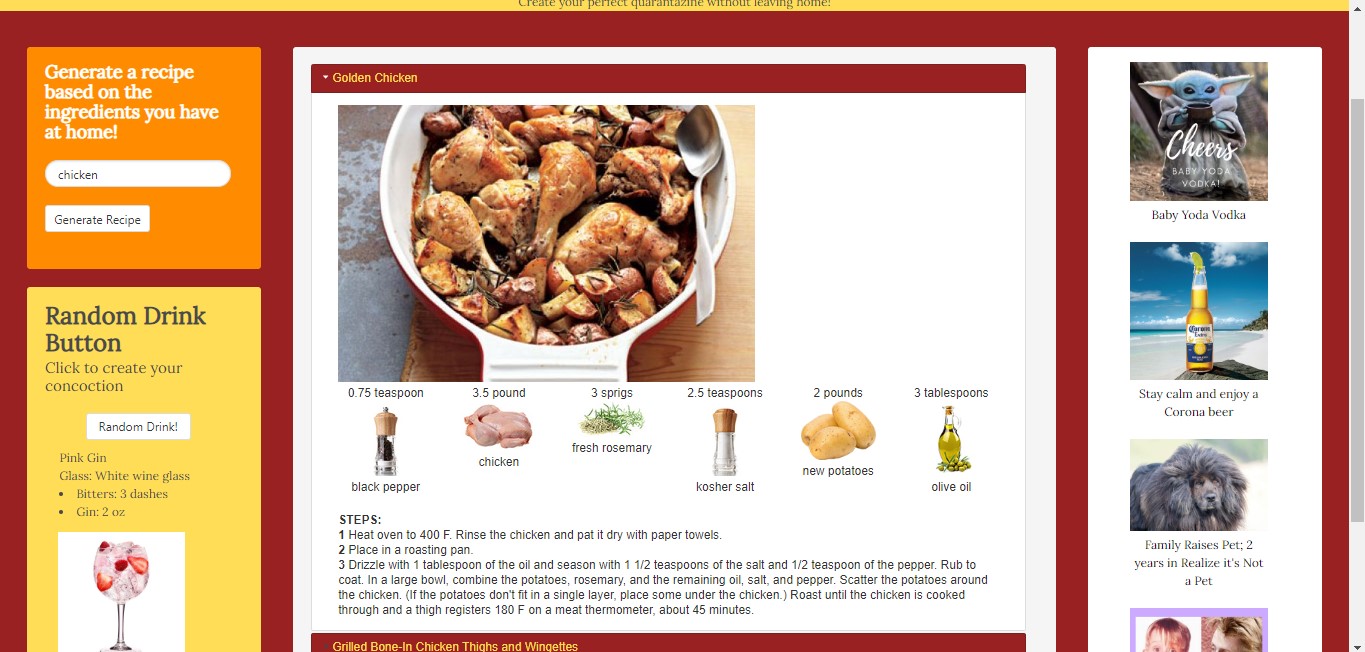 Create your perfect quarantazine without leaving home!
Generate a recipe
based on the
ingredients you have
at home!
chicken
Generate Recipe
Random Drink
Button
Click to create your
concoction
Random Drink!
Pink Gin
Glass: White wine glass
• Bitters: 3 dashes
• Gin: 2 oz
Golden Chicken
0.75 teaspoon
black pepper
3.5 pound
chicken
3 sprigs
fresh rosemary
2.5 teaspoons
kosher salt
2 pounds
new potatoes
3 tablespoons
olive oil
STEPS:
1 Heat oven to 400 F. Rinse the chicken and pat it dry with paper towels.
2 Place in a roasting pan.
3 Drizzle with 1 tablespoon of the oil and season with 1 1/2 teaspoons of the salt and 1/2 teaspoon of the pepper. Rub to
coat. In a large bowl, combine the potatoes, rosemary, and the remaining oil, salt, and pepper. Scatter the potatoes around
the chicken. (If the potatoes don't fit in a single layer, place some under the chicken.) Roast until the chicken is cooked
through and a thigh registers 180 F on a meat thermometer, about 45 minutes.
Grilled Bone-In Chicken Thighs and Wingettes
Cheers
BABY YODA
VODKA!
Baby Yoda Vodka
Corona
Extra
Stay calm and enjoy a
Corona beer
Family Raises Pet; 2
years in Realize it's Not
a Pet